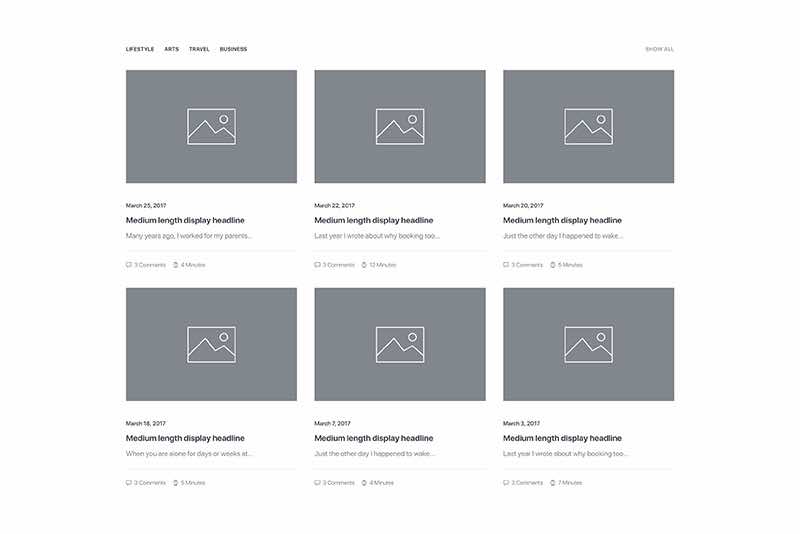 LIFESTYLE ARTS TRAVEL BUSINESS SHOW ALL
March 25, 2017
Medium length display headline
Many years ago, I worked for my parents...
3 Comments 4 Minutes
March 22, 2017
Medium length display headline
Last year I wrote about why booking too...
3 Comments 12 Minutes
March 20, 2017
Medium length display headline
Just the other day I happened to wake...
3 Comments 5 Minutes
March 18, 2017
Medium length display headline
When you are alone for days or weeks at...
3 Comments 5 Minutes
March 7, 2017
Medium length display headline
Just the other day I happened to wake...
3 Comments 4 Minutes
March 3, 2017
Medium length display headline
Last year I wrote about why booking too...
3 Comments 7 Minutes